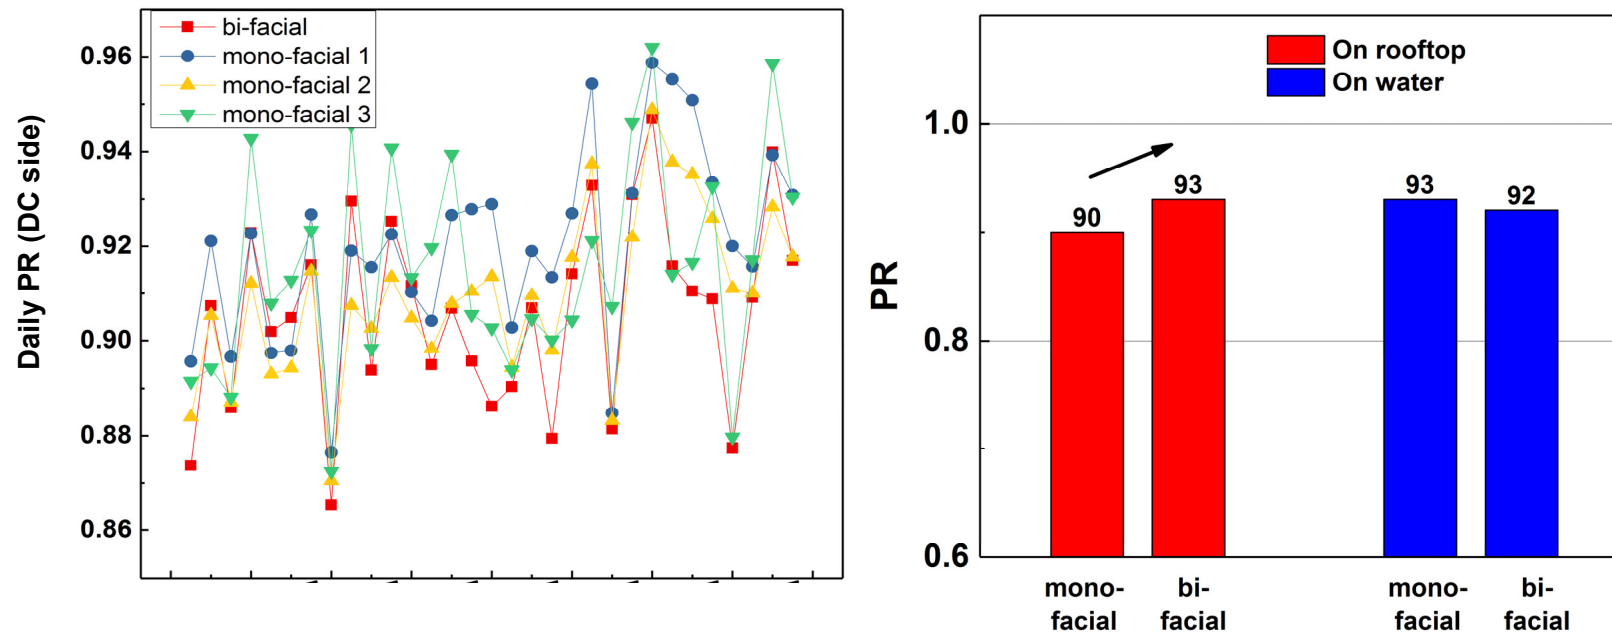 bi-facial
mono-facial 1
mono-facial 2
mono-facial 3
Daily PR (DC side)
0.96
0.94
0.92
0.90
0.88
0.86
On rooftop
On water
PR
1.0
0.8
0.6
90
93
93
92
mono-
facial
bi-
facial
mono-
facial
bi-
facial